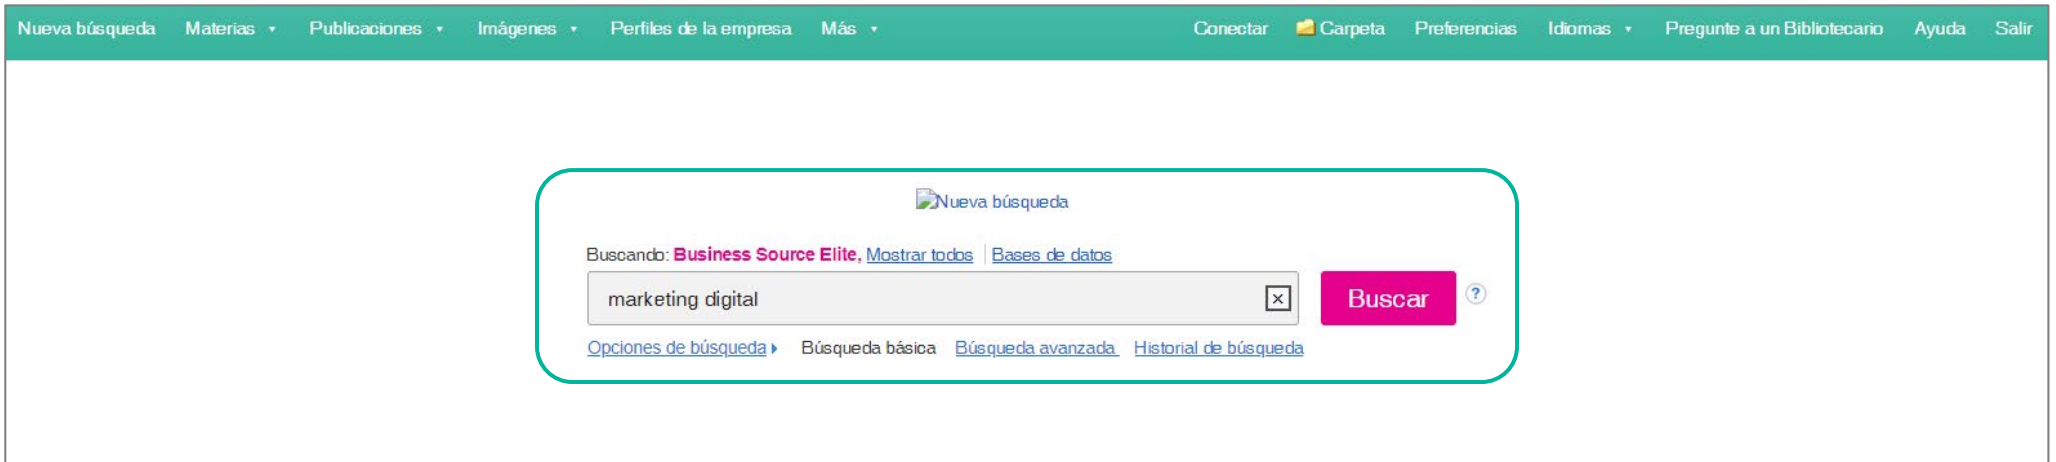 Nueva búsqueda Materias Publicaciones Imágenes Perfiles de la empresa Más Conectar Carpeta Preferencias Idiomas Pregunte a un Bibliotecario Ayuda Salir
Nueva búsqueda
Buscando: Business Source Elite, Mostrar todos | Bases de datos
marketing digital
Buscar ?
Opciones de búsqueda Búsqueda básica Búsqueda avanzada Historial de búsqueda